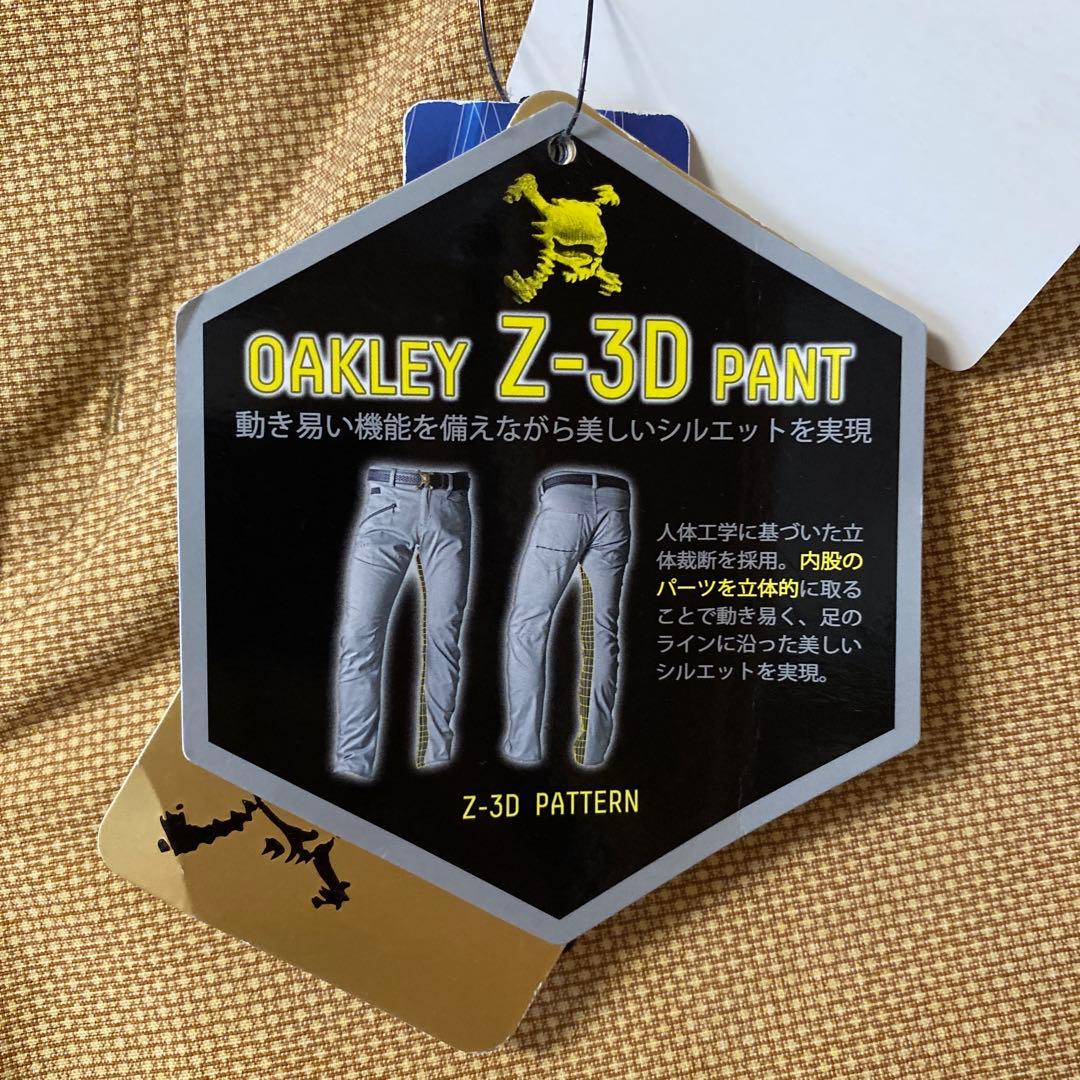 OAKLEY Z-3D PANT
動き易い機能を備えながら美しいシルエットを実現
人体工学に基づいた立
体裁断を採用。内股の
パーツを立体的に取る
ことで動き易く、足の
ラインに沿った美しい
シルエットを実現。
Z-3D PATTERN